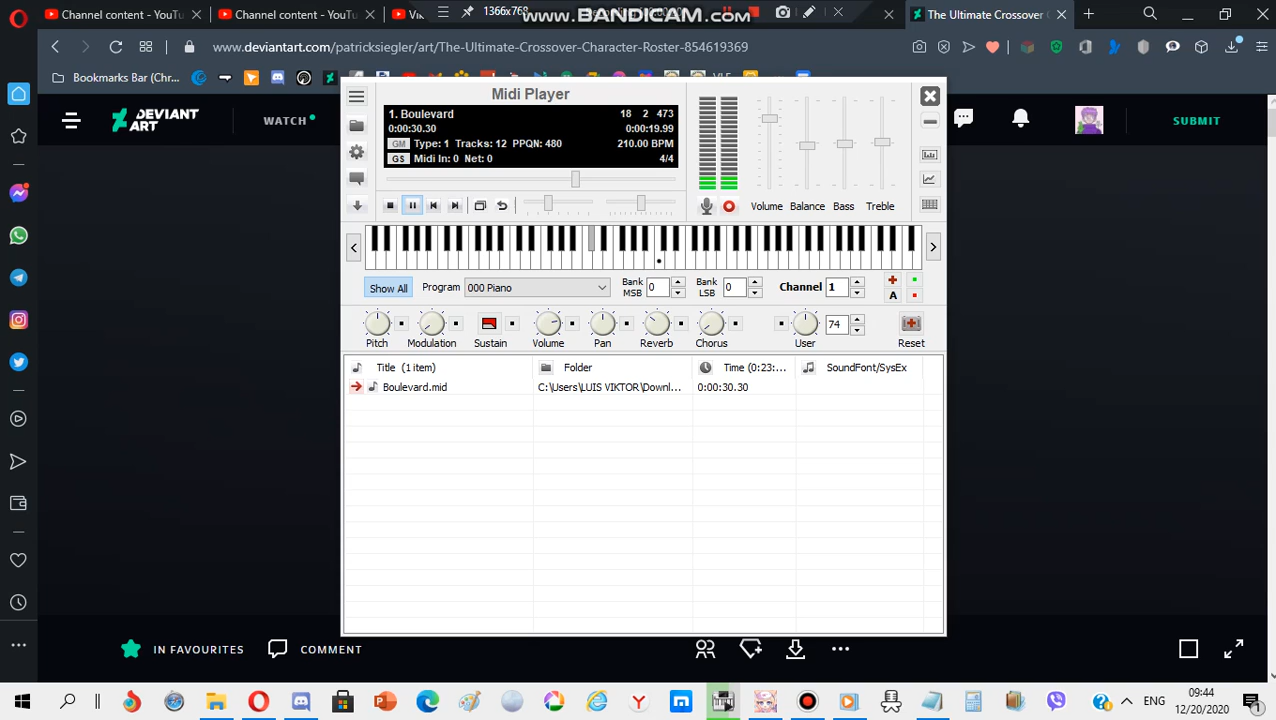 Channel content - YouTu
Channel content - YouTu
Vik
1366x768
www.BANDICAM.com
The Ultimate Crossover
www.deviantart.com/patricksiegler/art/The-Ultimate-Crossover-Character-Roster-854619369
Bookmarks Bar (Chr...
DEVIANT ART
WATCH
SUBMIT
Midi Player
1. Boulevard 18 2 473
0:00:30.30 0:00:19.99
GM Type: 1 Tracks: 12 PPQN: 480 210.00 BPM
GS Midi In: 0 Net: 0 4/4
Volume Balance Bass Treble
Show All Program 000 Piano Bank MSB 0 Bank LSB 0 Channel 1
A
74
Pitch Modulation Sustain Volume Pan Reverb Chorus User Reset
Title (1 item) Folder Time (0:23:... SoundFont/SysEx
Boulevard.mid C:\Users\LUIS VIKTOR\Downl... 0:00:30.30
IN FAVOURITES COMMENT
ENG
09:44
12/20/2020
1